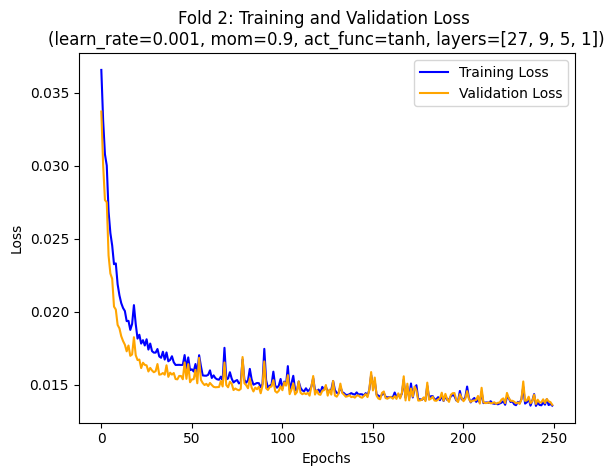 Fold 2: Training and Validation Loss
(learn_rate=0.001, mom=0.9, act_func=tanh, layers=[27, 9, 5, 1])
Training Loss
Validation Loss
0.035
0.030
0.025
0.020
0.015
Loss
0
50
100
150
200
250
Epochs